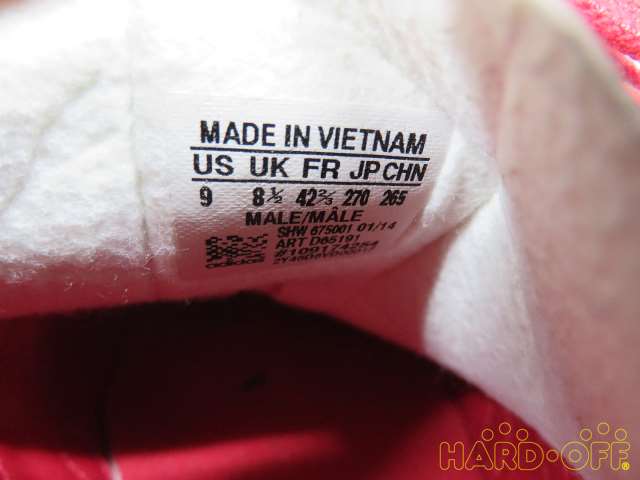 MADE IN VIETNAM
US UK FR JP CHN
9 8½ 42⅔ 270 265
MALE/MÂLE
SHW 675001 01/14
ART D65191
#109174254
HARD-OFF